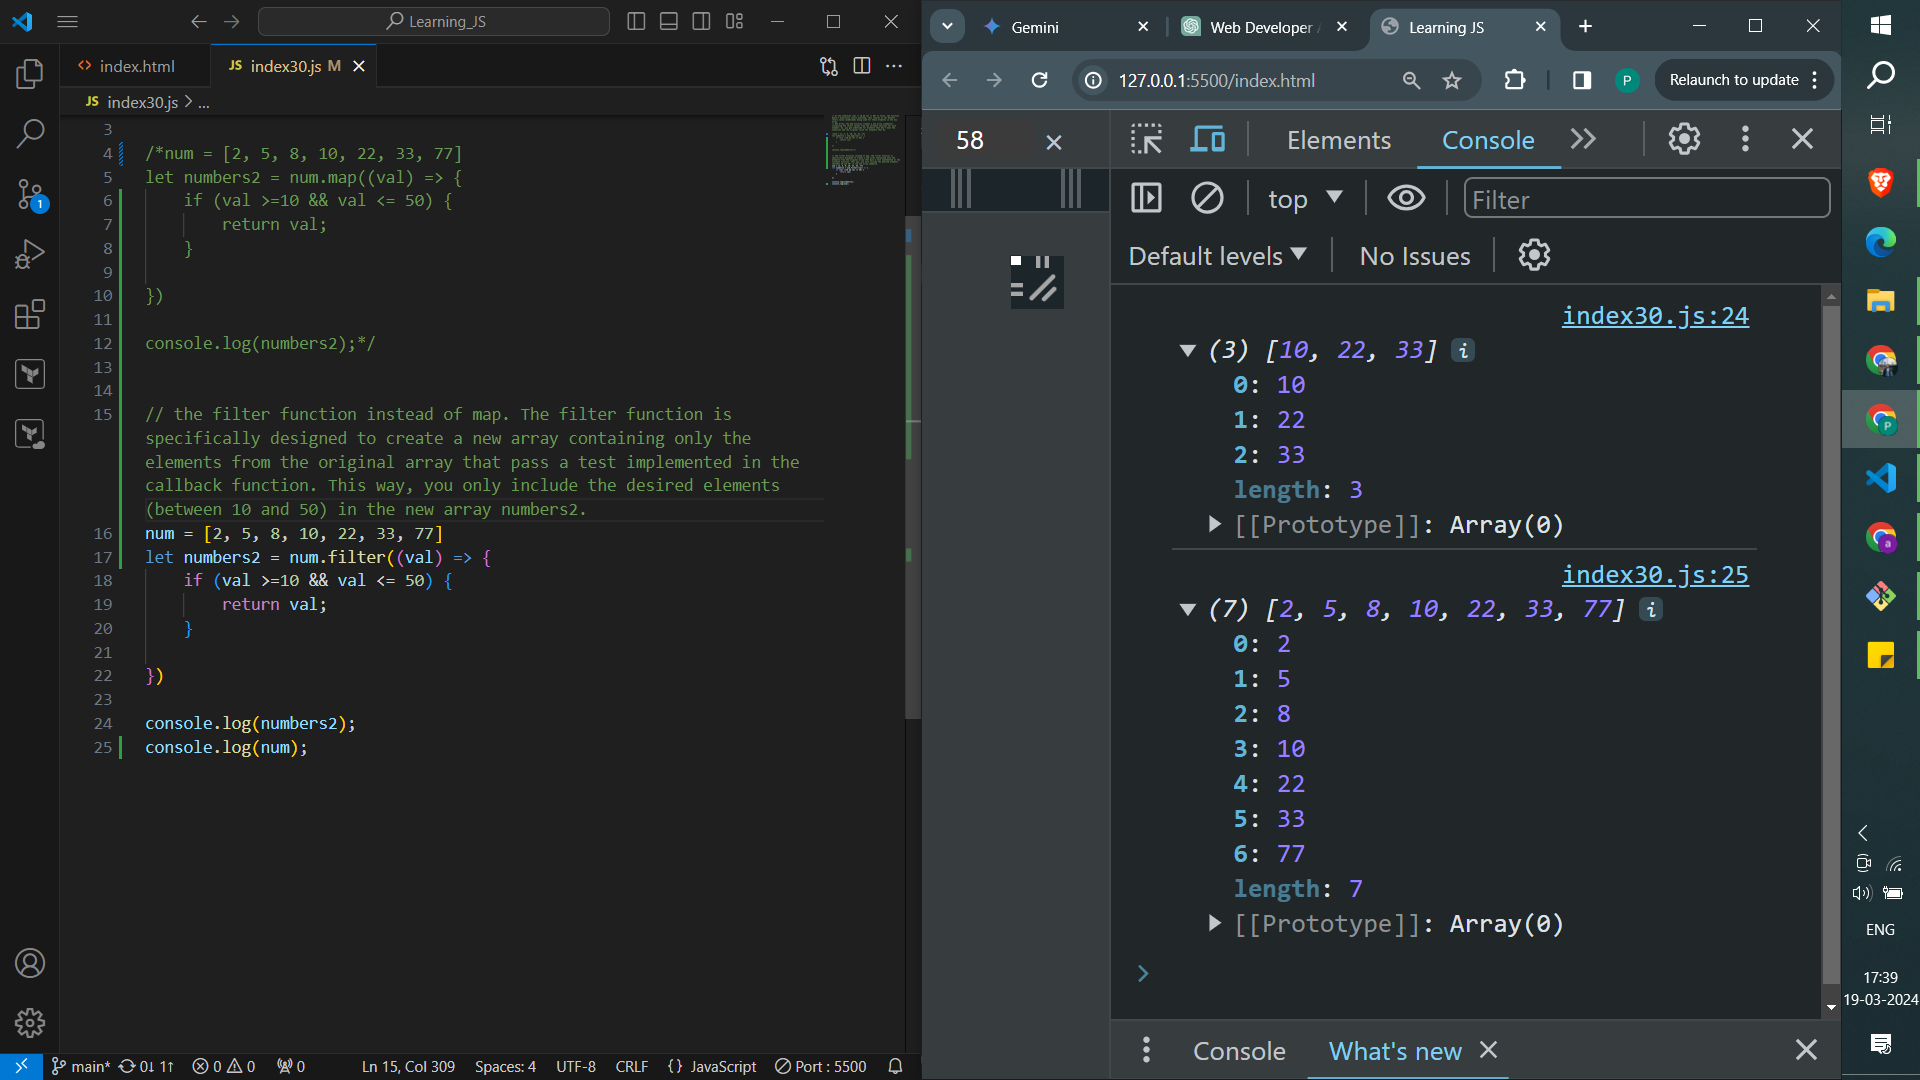 Learning_JS
index.html
JS index30.js M
JS index30.js > ...
3
4 /*num = [2, 5, 8, 10, 22, 33, 77]
5 let numbers2 = num.map((val) => {
6 if (val >=10 && val <= 50) {
7 return val;
8 }
9
10 })
11
12 console.log(numbers2);*/
13
14
15 // the filter function instead of map. The filter function is
specifically designed to create a new array containing only the
elements from the original array that pass a test implemented in the
callback function. This way, you only include the desired elements
(between 10 and 50) in the new array numbers2.
16 num = [2, 5, 8, 10, 22, 33, 77]
17 let numbers2 = num.filter((val) => {
18 if (val >=10 && val <= 50) {
19 return val;
20 }
21
22 })
23
24 console.log(numbers2);
25 console.log(num);
1
main* 0↓ 1↑ 0 0 0 Ln 15, Col 309 Spaces: 4 UTF-8 CRLF {} JavaScript Port : 5500
Gemini Web Developer Learning JS
127.0.0.1:5500/index.html P Relaunch to update
58
Elements Console
top Filter
Default levels No Issues
index30.js:24
(3) [10, 22, 33] i
0: 10
1: 22
2: 33
length: 3
[[Prototype]]: Array(0)
index30.js:25
(7) [2, 5, 8, 10, 22, 33, 77] i
0: 2
1: 5
2: 8
3: 10
4: 22
5: 33
6: 77
length: 7
[[Prototype]]: Array(0)
Console What's new
P
a
ENG
17:39
19-03-2024